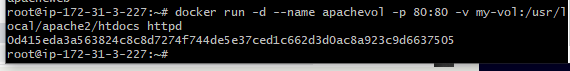 root@ip-172-31-3-227:~# docker run -d --name apachevol -p 80:80 -v my-vol:/usr/l
ocal/apache2/htdocs httpd
0d415eda3a563824c8c8d7274f744de5e37ced1c662d3d0ac8a923c9d6637505
root@ip-172-31-3-227:~#